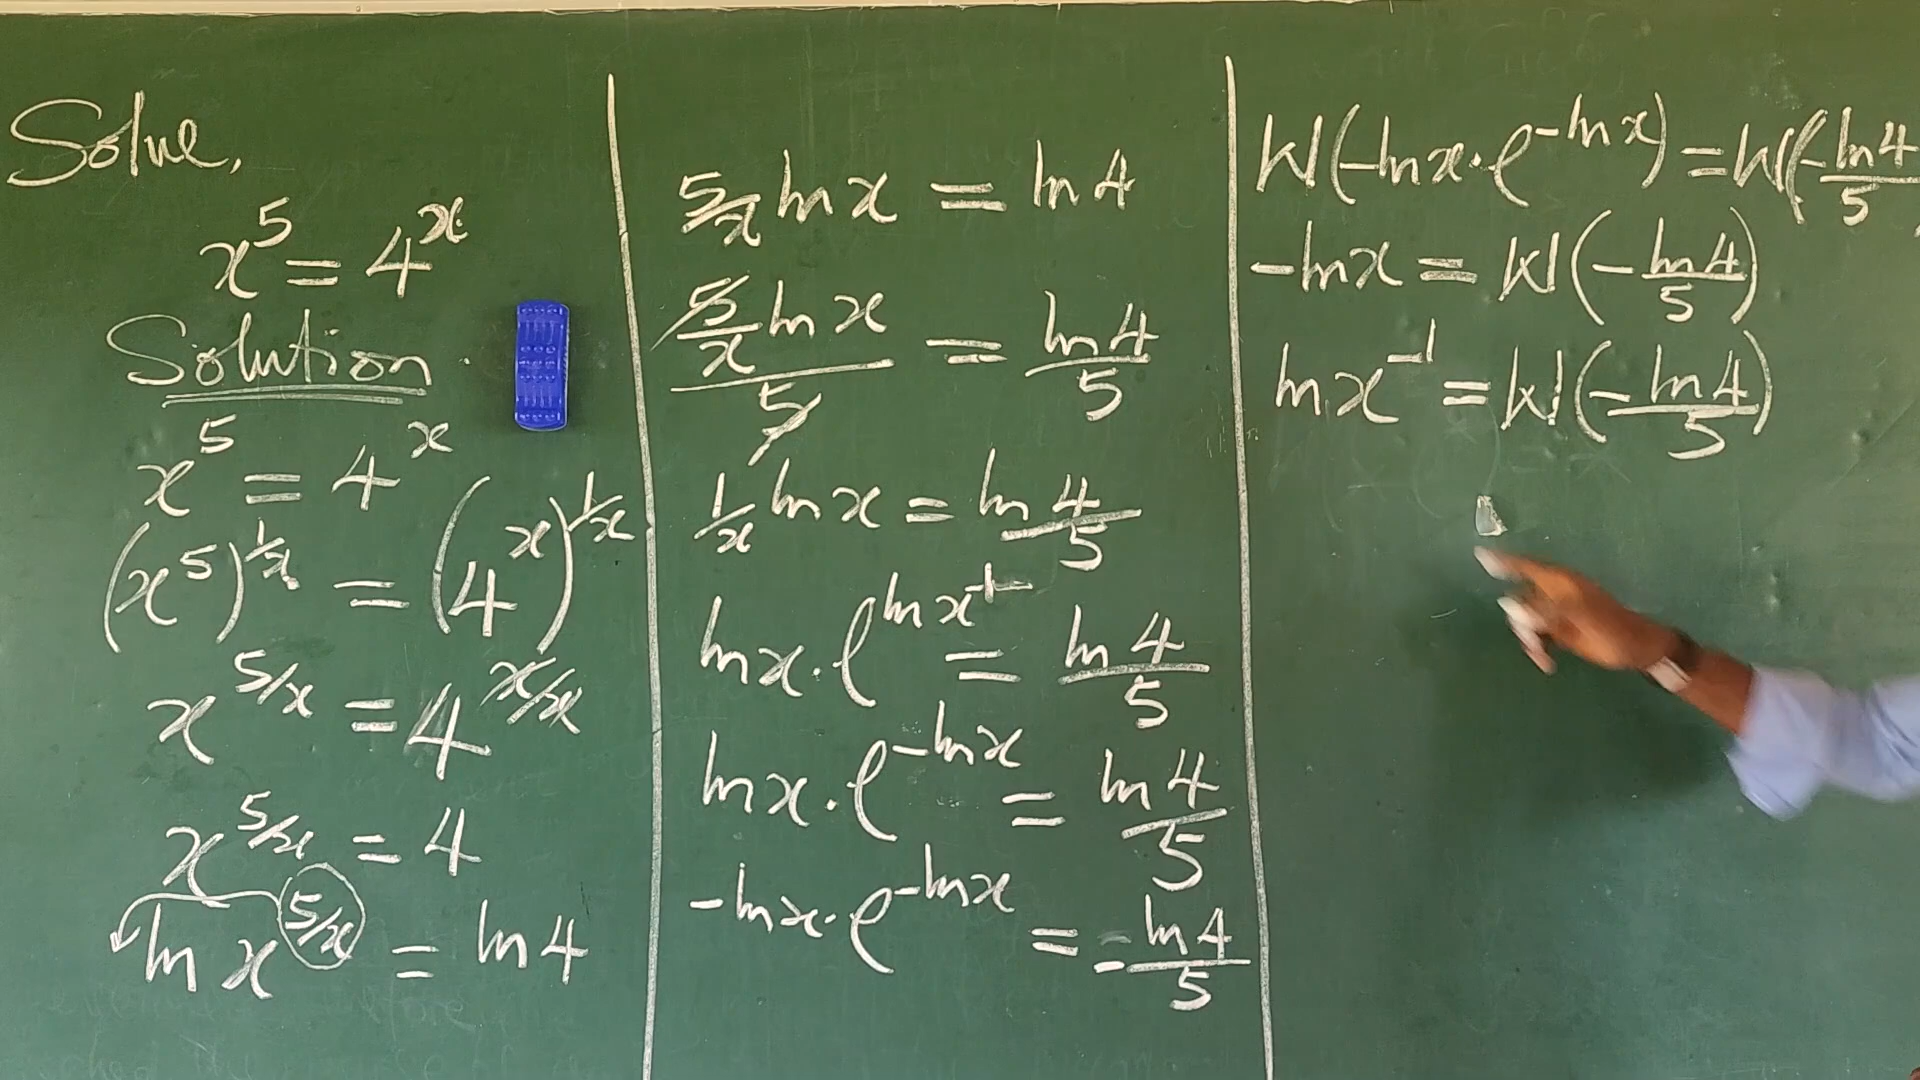 Solve,
x^5 = 4^x
Solution
x^5 = 4^x
(x^5)^{1/x} = (4^x)^{1/x}
x^{5/x} = 4^{x/x}
x^{5/x} = 4
ln x^{5/x} = ln 4
5/x ln x = ln 4
(5/x ln x)/5 = ln 4/5
1/x ln x = ln 4/5
ln x · e^{ln x^{-1}} = ln 4/5
ln x · e^{-ln x} = ln 4/5
-ln x · e^{-ln x} = -ln 4/5
W(-ln x · e^{-ln x}) = W(-ln 4/5)
-ln x = W(-ln 4/5)
ln x^{-1} = W(-ln 4/5)